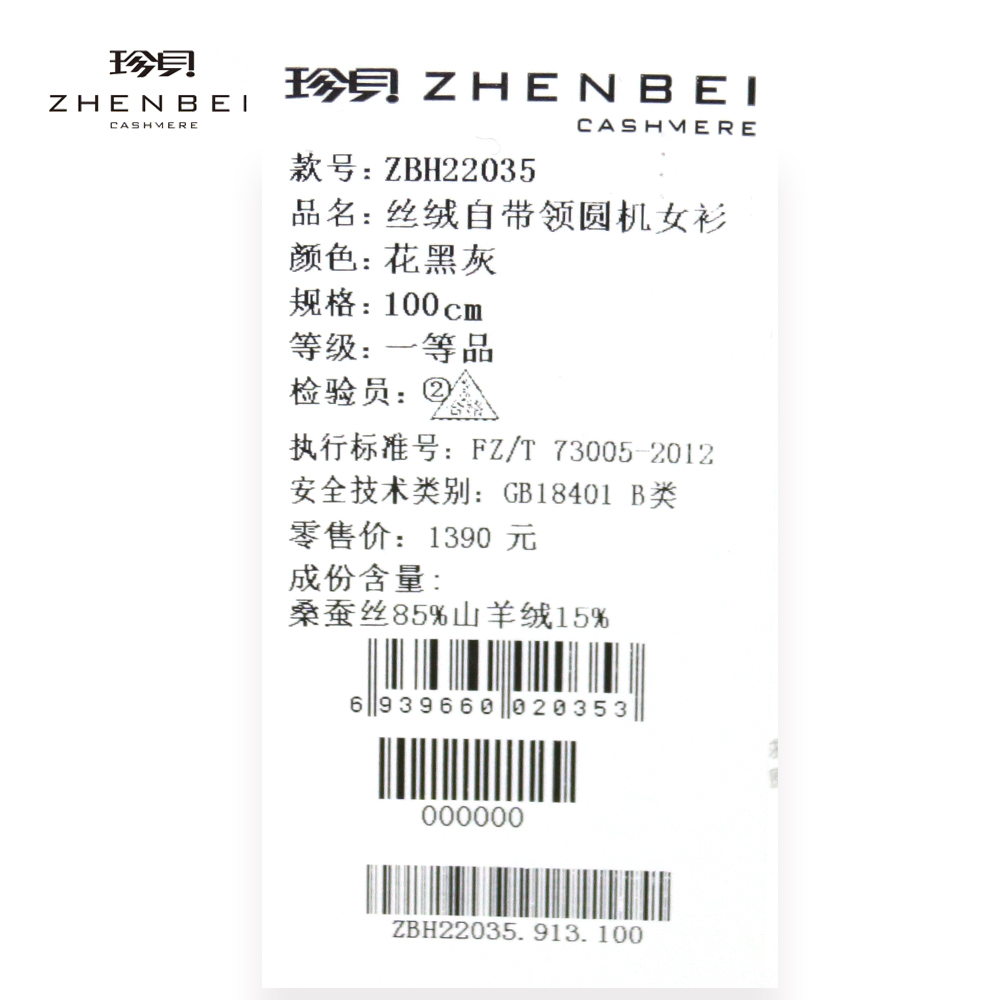 珍贝
ZHENBEI
CASHMERE
珍贝 ZHENBEI
CASHMERE
款号: ZBH22035
品名: 丝绒自带领圆机女衫
颜色: 花黑灰
规格: 100cm
等级: 一等品
检验员: ②
执行标准号: FZ/T 73005-2012
安全技术类别: GB18401 B类
零售价: 1390 元
成份含量:
桑蚕丝85%山羊绒15%
6 939660 020353
000000
ZBH22035.913.100